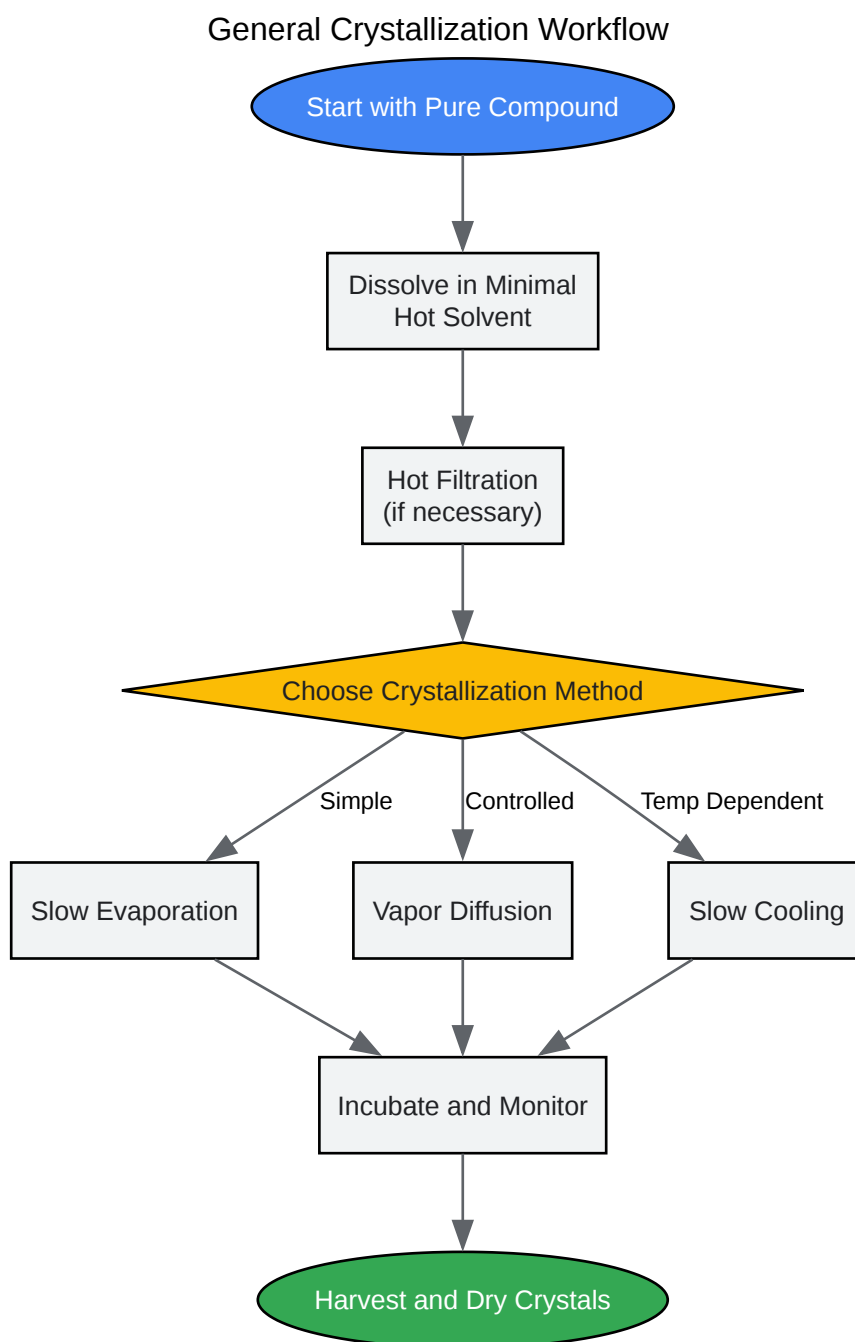 General Crystallization Workflow
Start with Pure Compound
Dissolve in Minimal
Hot Solvent
Hot Filtration
(if necessary)
Choose Crystallization Method
Simple
Controlled
Temp Dependent
Slow Evaporation
Vapor Diffusion
Slow Cooling
Incubate and Monitor
Harvest and Dry Crystals